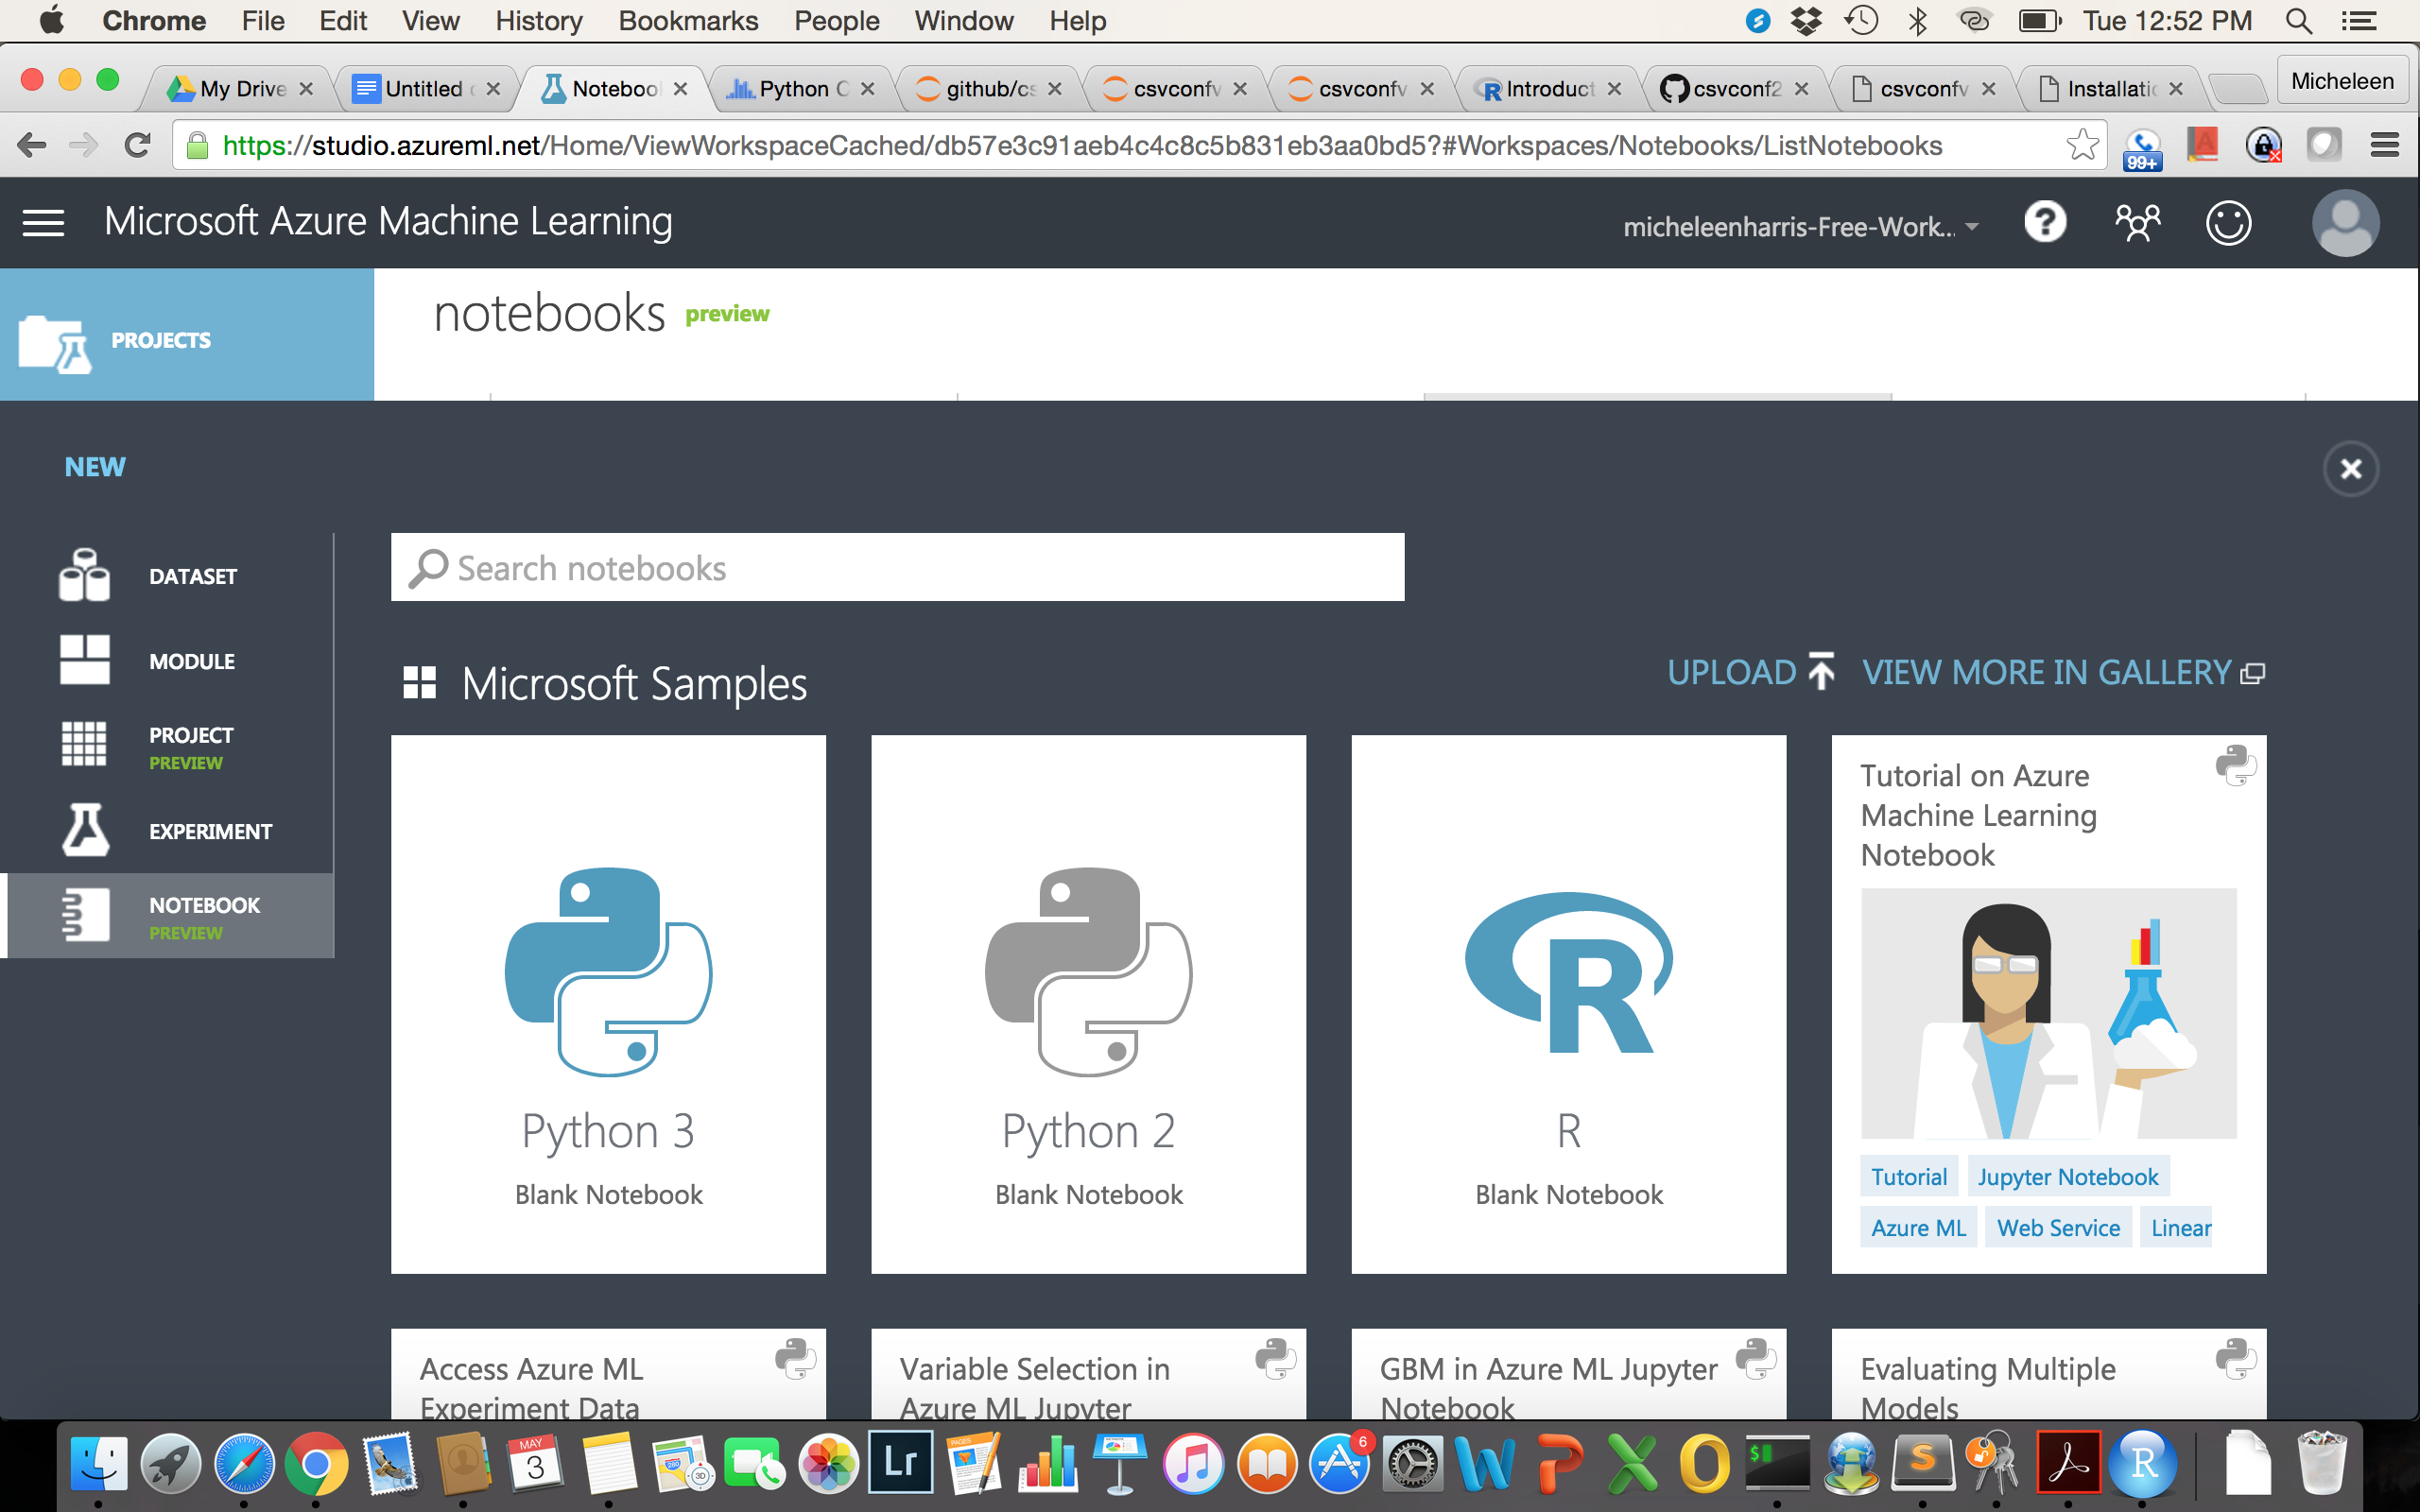 Chrome File Edit View History Bookmarks People Window Help Tue 12:52 PM
My Drive Untitled Noteboo Python github/cs csvconfv csvconfv Introduct csvconf2 csvconfv Installatio Micheleen
https://studio.azureml.net/Home/ViewWorkspaceCached/db57e3c91aeb4c4c8c5b831eb3aa0bd5?#Workspaces/Notebooks/ListNotebooks 99+
Microsoft Azure Machine Learning micheleenharris-Free-Work... ?
PROJECTS
notebooks preview
NEW
DATASET
MODULE
PROJECT
PREVIEW
EXPERIMENT
NOTEBOOK
PREVIEW
Search notebooks
Microsoft Samples
UPLOAD VIEW MORE IN GALLERY
Python 3
Blank Notebook
Python 2
Blank Notebook
R
R
Blank Notebook
Tutorial on Azure
Machine Learning
Notebook
Tutorial Jupyter Notebook
Azure ML Web Service Linear
Access Azure ML
Experiment Data
Variable Selection in
Azure ML Jupyter
GBM in Azure ML Jupyter
Notebook
Evaluating Multiple
Models
MAY
3
3D
Lr
PAGES
6
$
S
R